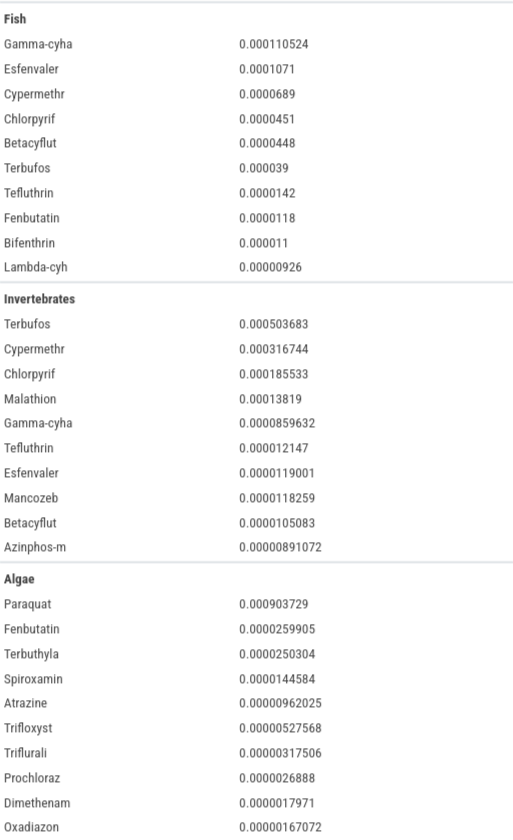 Fish
Gamma-cyha 0.000110524
Esfenvaler 0.0001071
Cypermethr 0.0000689
Chlorpyrif 0.0000451
Betacyflut 0.0000448
Terbufos 0.000039
Tefluthrin 0.0000142
Fenbutatin 0.0000118
Bifenthrin 0.000011
Lambda-cyh 0.00000926
Invertebrates
Terbufos 0.000503683
Cypermethr 0.000316744
Chlorpyrif 0.000185533
Malathion 0.00013819
Gamma-cyha 0.0000859632
Tefluthrin 0.000012147
Esfenvaler 0.0000119001
Mancozeb 0.0000118259
Betacyflut 0.0000105083
Azinphos-m 0.00000891072
Algae
Paraquat 0.000903729
Fenbutatin 0.0000259905
Terbuthyla 0.0000250304
Spiroxamin 0.0000144584
Atrazine 0.00000962025
Trifloxyst 0.00000527568
Triflurali 0.00000317506
Prochloraz 0.0000026888
Dimethenam 0.0000017971
Oxadiazon 0.00000167072